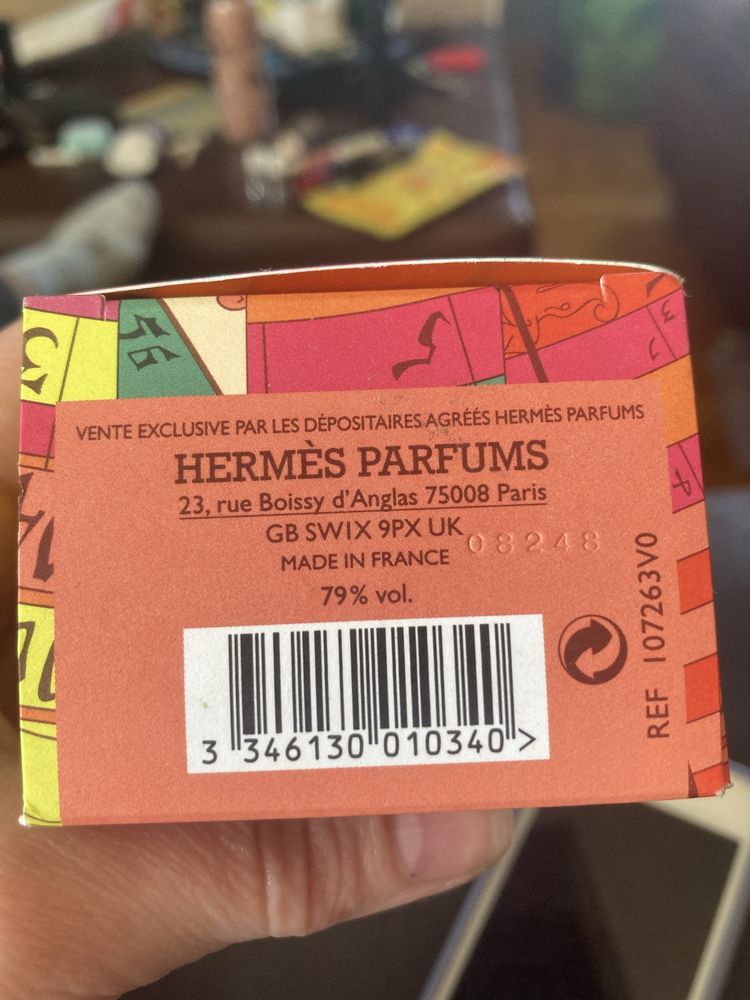 56
VENTE EXCLUSIVE PAR LES DÉPOSITAIRES AGRÉÉS HERMÈS PARFUMS
HERMÈS PARFUMS
23, rue Boissy d'Anglas 75008 Paris
GB SWIX 9PX UK
08248
MADE IN FRANCE
79% vol.
3 346130 010340 >
REF 107263V0